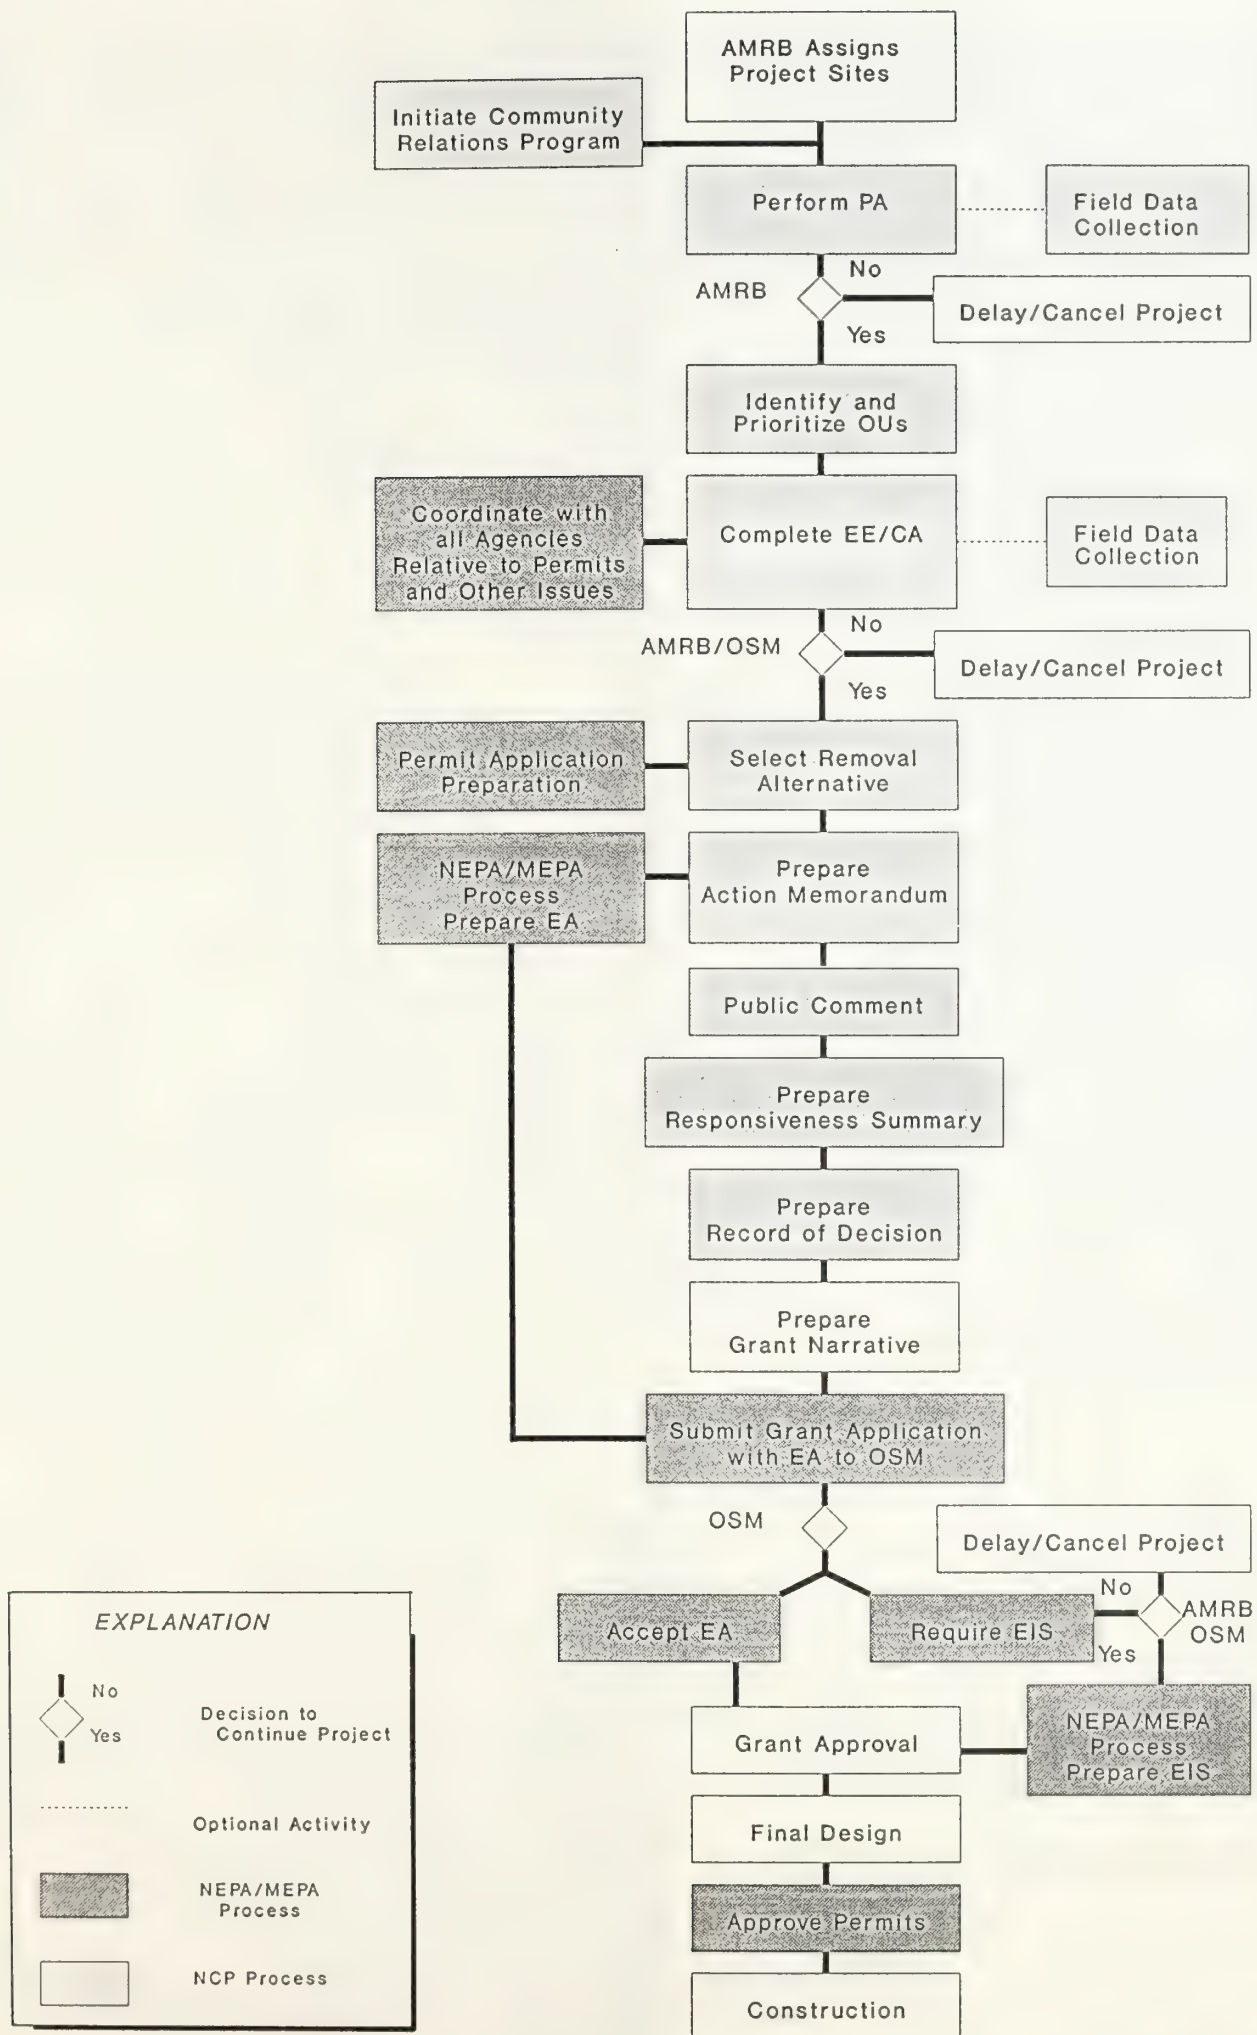 AMRB Assigns
Project Sites
Initiate Community
Relations Program
Perform PA
Field Data
Collection
AMRB
No
Yes
Delay/Cancel Project
Identify and
Prioritize OUs
Coordinate with
all Agencies
Relative to Permits
and Other Issues
Complete EE/CA
Field Data
Collection
AMRB/OSM
No
Yes
Delay/Cancel Project
Permit Application
Preparation
Select Removal
Alternative
NEPA/MEPA
Process
Prepare EA
Prepare
Action Memorandum
Public Comment
Prepare
Responsiveness Summary
Prepare
Record of Decision
Prepare
Grant Narrative
Submit Grant Application
with EA to OSM
OSM
Delay/Cancel Project
Accept EA
Require EIS
No
Yes
AMRB
OSM
Grant Approval
NEPA/MEPA
Process
Prepare EIS
Final Design
Approve Permits
Construction
EXPLANATION
No
Yes
Decision to
Continue Project
Optional Activity
NEPA/MEPA
Process
NCP Process